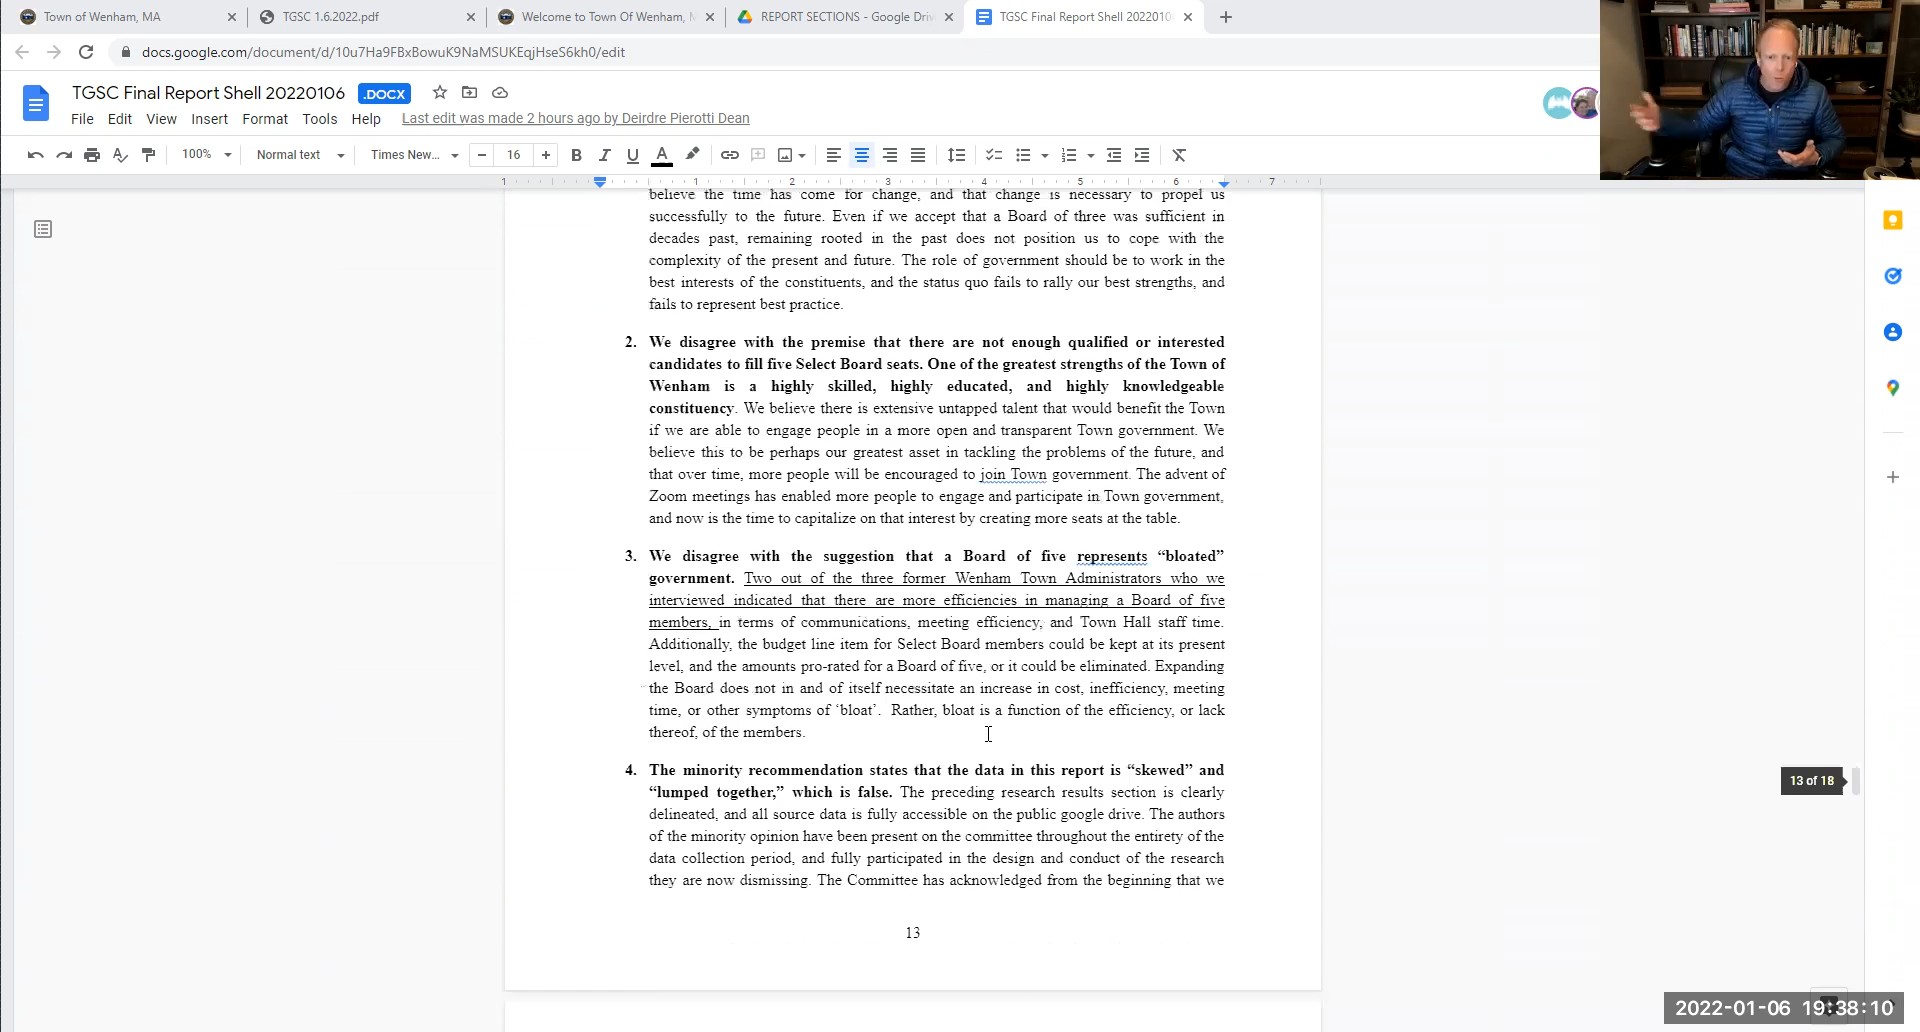 Town of Wenham, MA
TGSC 1.6.2022.pdf
Welcome to Town Of Wenham, M
REPORT SECTIONS - Google Driv
TGSC Final Report Shell 2022010
docs.google.com/document/d/10u7Ha9FBxBowuK9NaMSUKEqjHseS6kh0/edit
TGSC Final Report Shell 20220106
.DOCX
File Edit View Insert Format Tools Help Last edit was made 2 hours ago by Deirdre Pierotti Dean
100% Normal text Times New... 16
1 1 2 3 4 5 6 7
believe the time has come for change, and that change is necessary to propel us
successfully to the future. Even if we accept that a Board of three was sufficient in
decades past, remaining rooted in the past does not position us to cope with the
complexity of the present and future. The role of government should be to work in the
best interests of the constituents, and the status quo fails to rally our best strengths, and
fails to represent best practice.
2. We disagree with the premise that there are not enough qualified or interested
candidates to fill five Select Board seats. One of the greatest strengths of the Town of
Wenham is a highly skilled, highly educated, and highly knowledgeable
constituency. We believe there is extensive untapped talent that would benefit the Town
if we are able to engage people in a more open and transparent Town government. We
believe this to be perhaps our greatest asset in tackling the problems of the future, and
that over time, more people will be encouraged to join Town government. The advent of
Zoom meetings has enabled more people to engage and participate in Town government,
and now is the time to capitalize on that interest by creating more seats at the table.
3. We disagree with the suggestion that a Board of five represents “bloated”
government. Two out of the three former Wenham Town Administrators who we
interviewed indicated that there are more efficiencies in managing a Board of five
members, in terms of communications, meeting efficiency, and Town Hall staff time.
Additionally, the budget line item for Select Board members could be kept at its present
level, and the amounts pro-rated for a Board of five, or it could be eliminated. Expanding
the Board does not in and of itself necessitate an increase in cost, inefficiency, meeting
time, or other symptoms of ‘bloat’. Rather, bloat is a function of the efficiency, or lack
thereof, of the members.
4. The minority recommendation states that the data in this report is “skewed” and
“lumped together,” which is false. The preceding research results section is clearly
delineated, and all source data is fully accessible on the public google drive. The authors
of the minority opinion have been present on the committee throughout the entirety of the
data collection period, and fully participated in the design and conduct of the research
they are now dismissing. The Committee has acknowledged from the beginning that we
13
13 of 18
2022-01-06 19:38:10